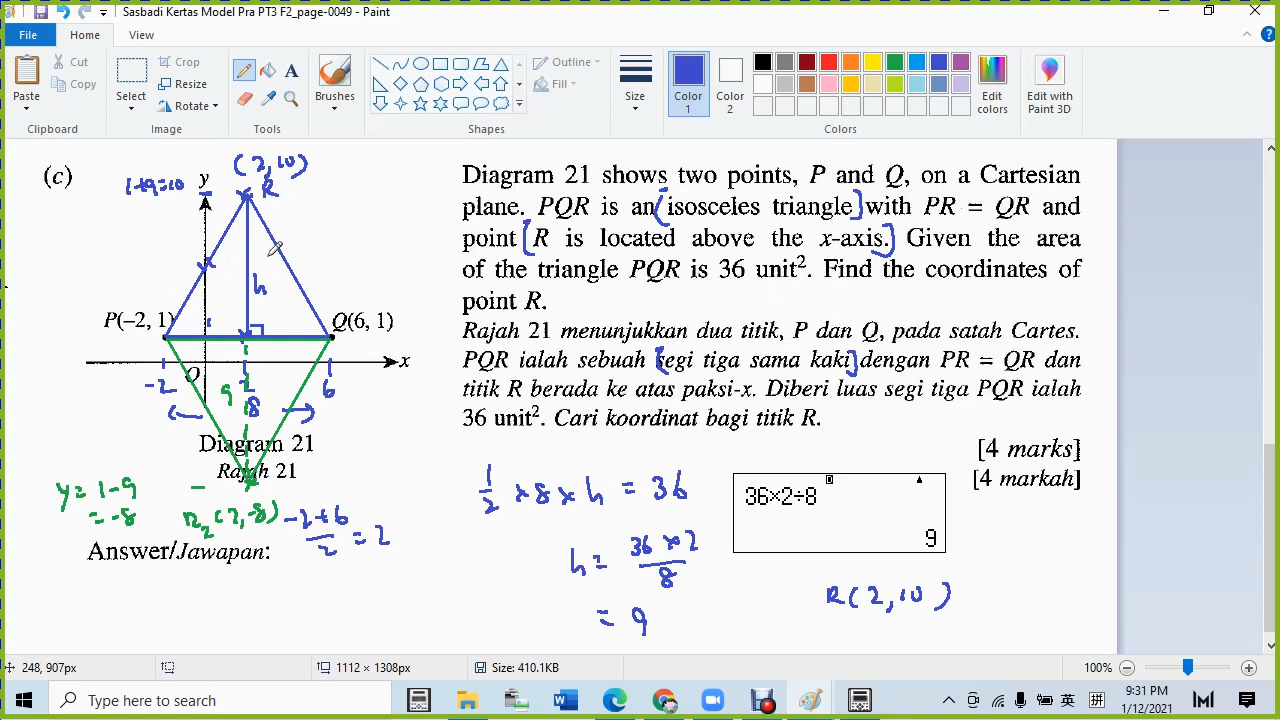 Sasbadi Kertas Model Pra PT3 F2_page-0049 - Paint
File Home View
Paste Cut Copy Clipboard
Select Crop Resize Rotate Image
Tools
Brushes
Shapes Outline Fill
Size
Color 1 Color 2 Edit colors Colors
Edit with Paint 3D
(c)
1+9=10 y (2, 10) R
h
P(−2, 1) Q(6, 1)
x
-2 O 9 2 8 6
Diagram 21
Rajah 21
y = 1-9
= -8
R2(2,-8)
-2+6 / 2 = 2
Answer/Jawapan:
Diagram 21 shows two points, P and Q, on a Cartesian
plane. PQR is an [isosceles triangle] with PR = QR and
point [R is located above the x-axis.] Given the area
of the triangle PQR is 36 unit². Find the coordinates of
point R.
Rajah 21 menunjukkan dua titik, P dan Q, pada satah Cartes.
PQR ialah sebuah [segi tiga sama kaki] dengan PR = QR dan
titik R berada ke atas paksi-x. Diberi luas segi tiga PQR ialah
36 unit². Cari koordinat bagi titik R.
[4 marks]
[4 markah]
1/2 × 8 × h = 36
h = 36 × 2 / 8
= 9
36×2÷8
9
R(2, 10)
248, 907px 1112 × 1308px Size: 410.1KB 100%
Type here to search
英 拼 9:31 PM
1/12/2021